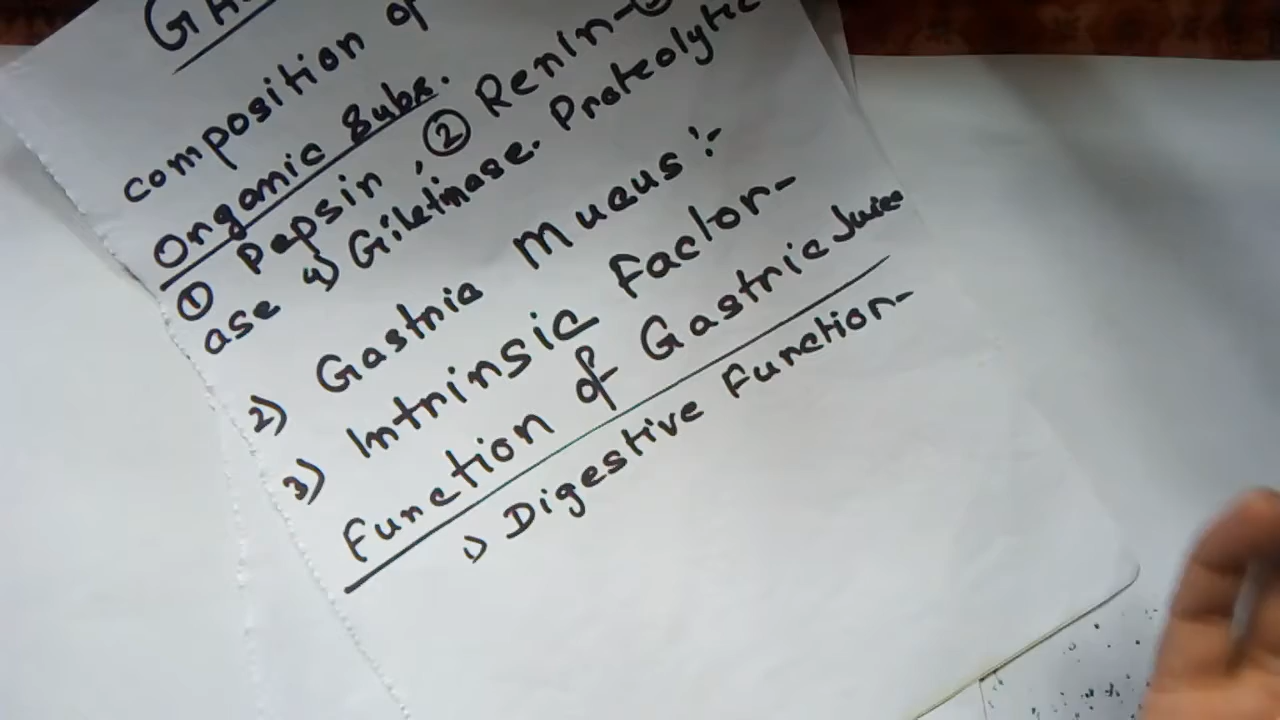 composition of
Organic Subs.
① Pepsin, ② Renin-
ase 4) Giletinase. Proteolytic
2) Gastric Mucus :-
3) Intrinsic Factor-
Function of Gastric Juice
1) Digestive Function-